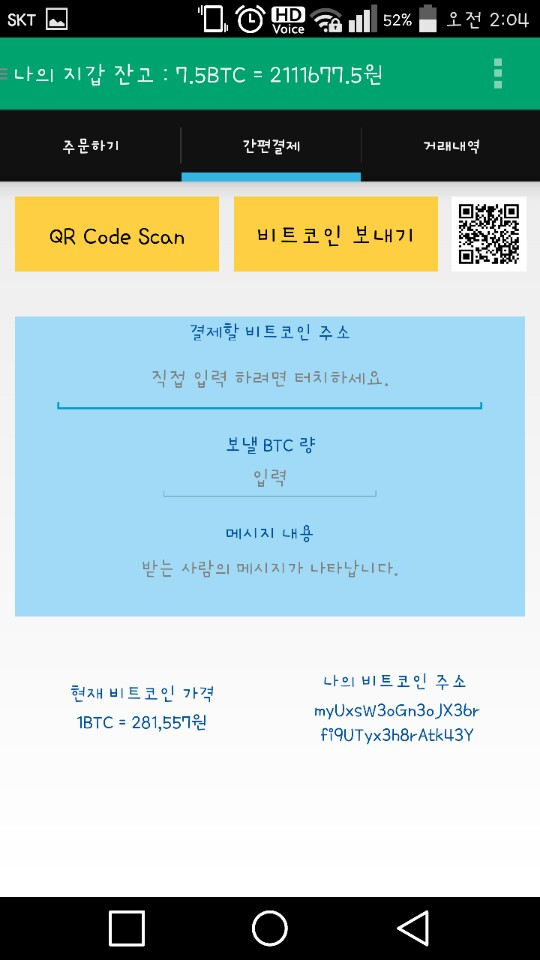 SKT HD Voice 52% 오전 2:04
나의 지갑 잔고 : 7.5BTC = 2111677.5원
주문하기 간편결제 거래내역
QR Code Scan 비트코인 보내기
결제할 비트코인 주소
직접 입력 하려면 터치하세요.
보낼 BTC 량
입력
메시지 내용
받는 사람의 메시지가 나타납니다.
현재 비트코인 가격
1BTC = 281,557원
나의 비트코인 주소
myUxsW3oGn3oJX36r
fi9UTyx3h8rAtk43Y